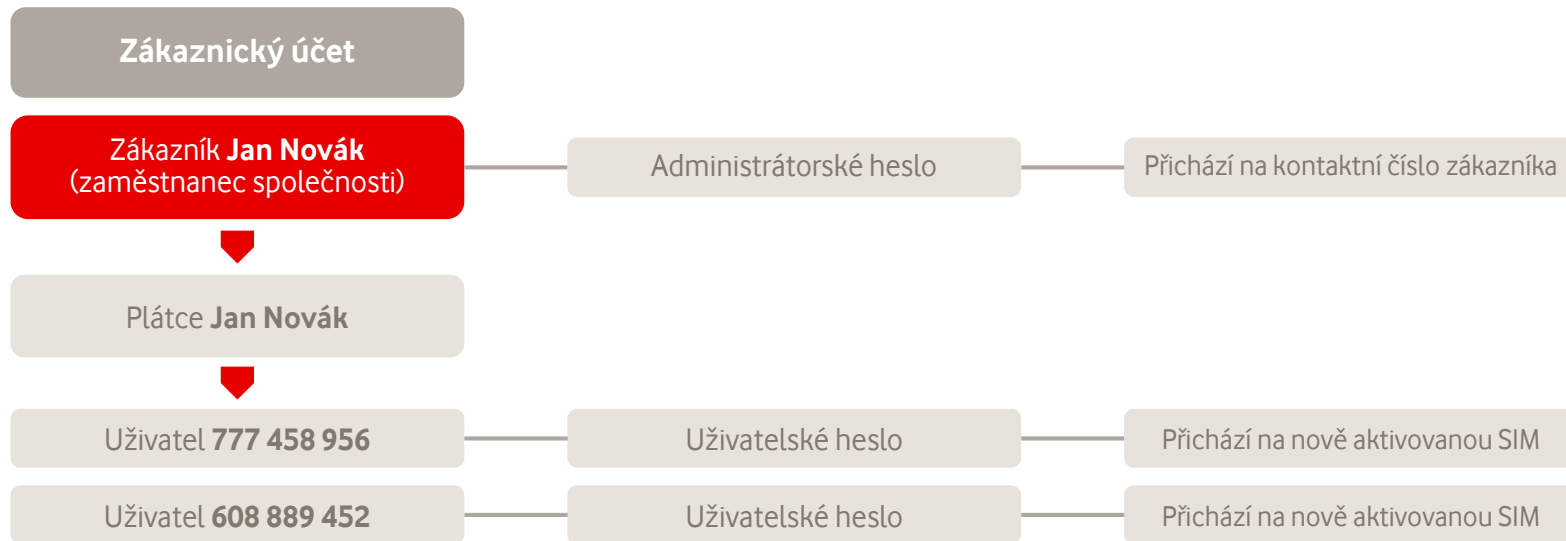 Zákaznický účet
Zákazník Jan Novák
(zaměstnanec společnosti)
Administrátorské heslo
Přichází na kontaktní číslo zákazníka
Plátce Jan Novák
Uživatel 777 458 956
Uživatelské heslo
Přichází na nově aktivovanou SIM
Uživatel 608 889 452
Uživatelské heslo
Přichází na nově aktivovanou SIM